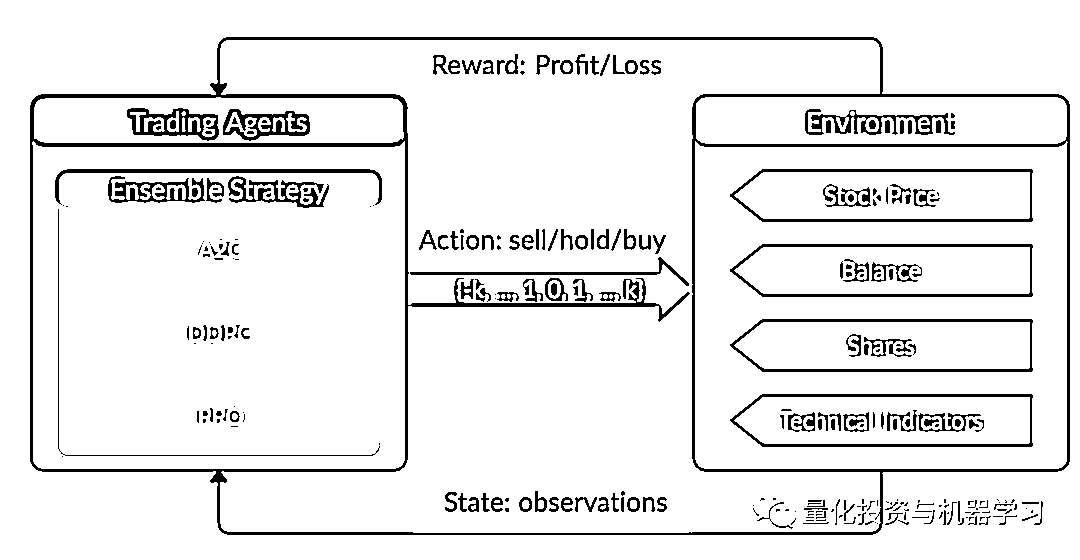 Reward: Profit/Loss
Trading Agents
Environment
Ensemble Strategy
Stock Price
A2C
Action: sell/hold/buy
Balance
{-k, ..., 1, 0, 1, ..., k}
DDPG
Shares
PPO
Technical Indicators
State: observations
量化投资与机器学习